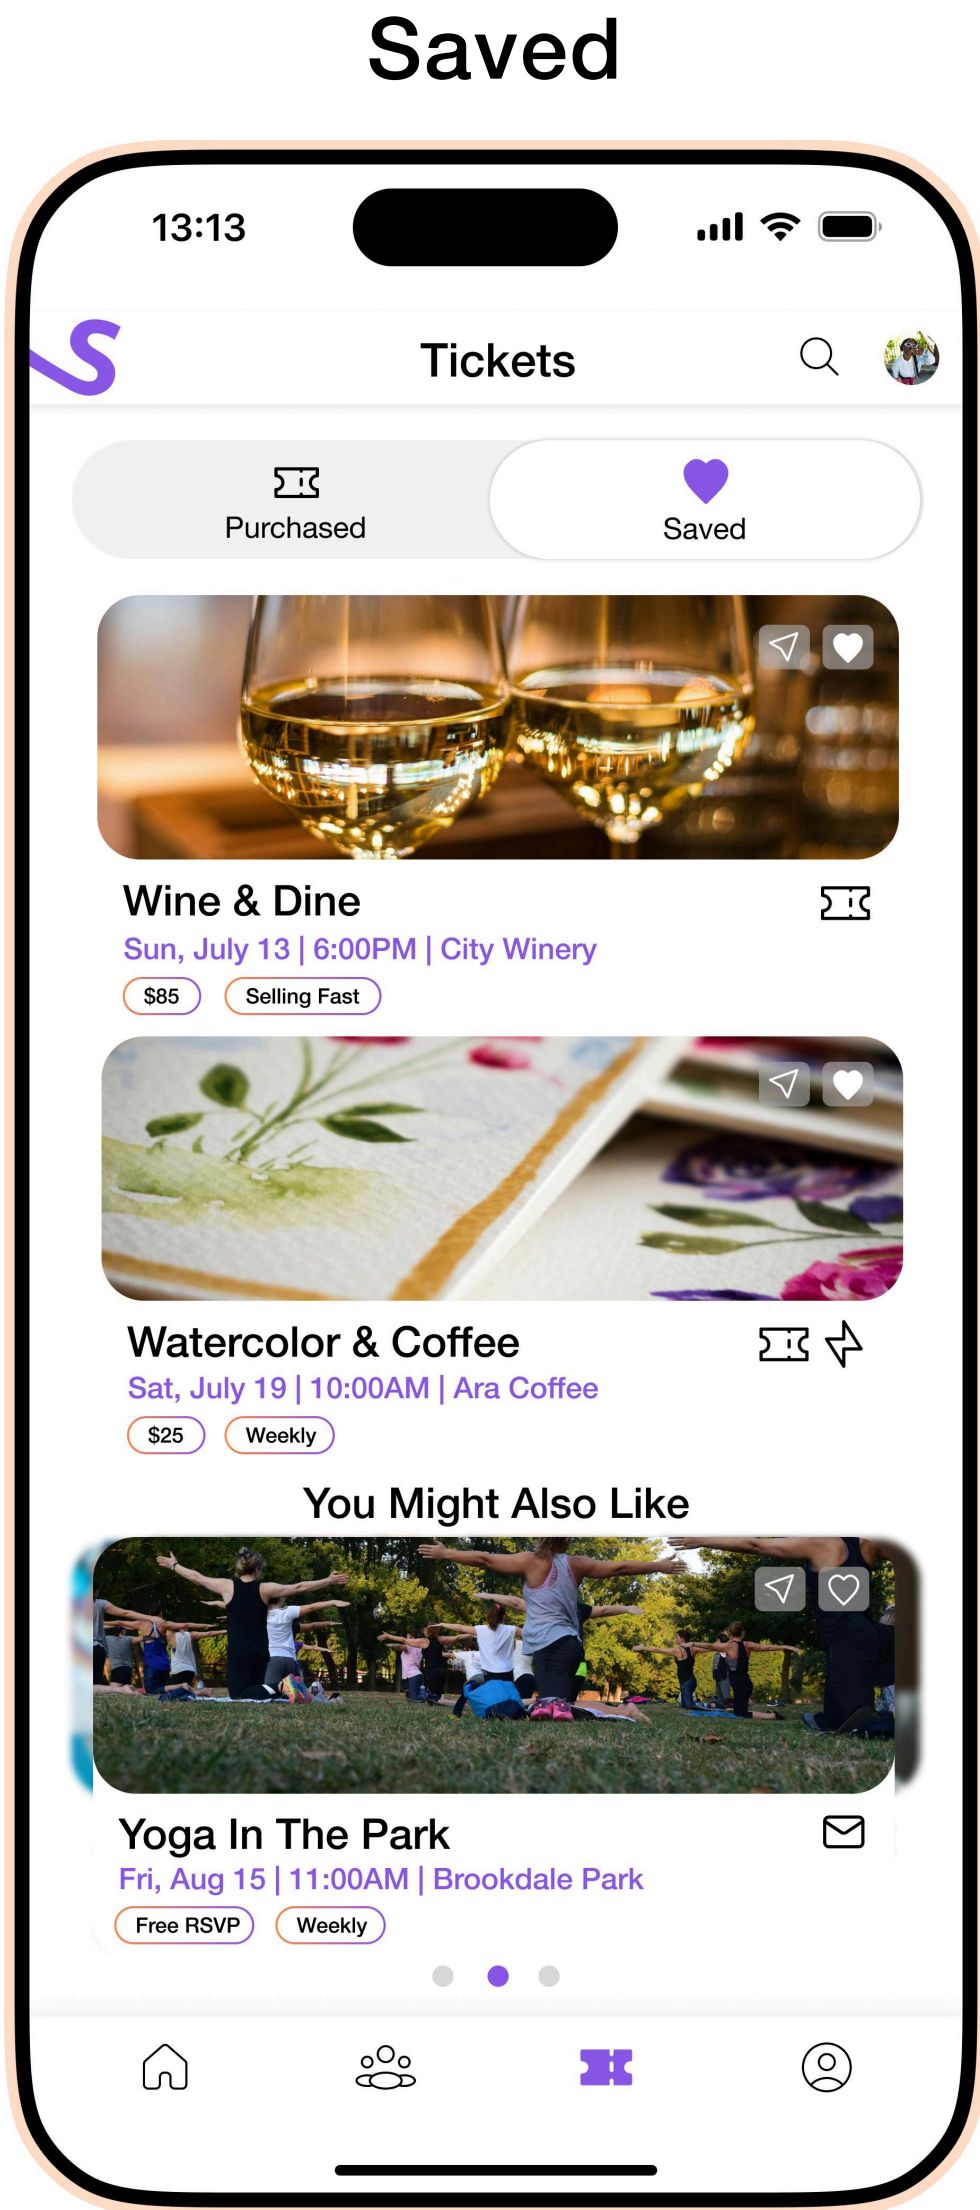 Saved
13:13
Tickets
Purchased
Saved
Wine & Dine
Sun, July 13 | 6:00PM | City Winery
$85
Selling Fast
Watercolor & Coffee
Sat, July 19 | 10:00AM | Ara Coffee
$25
Weekly
You Might Also Like
Yoga In The Park
Fri, Aug 15 | 11:00AM | Brookdale Park
Free RSVP
Weekly